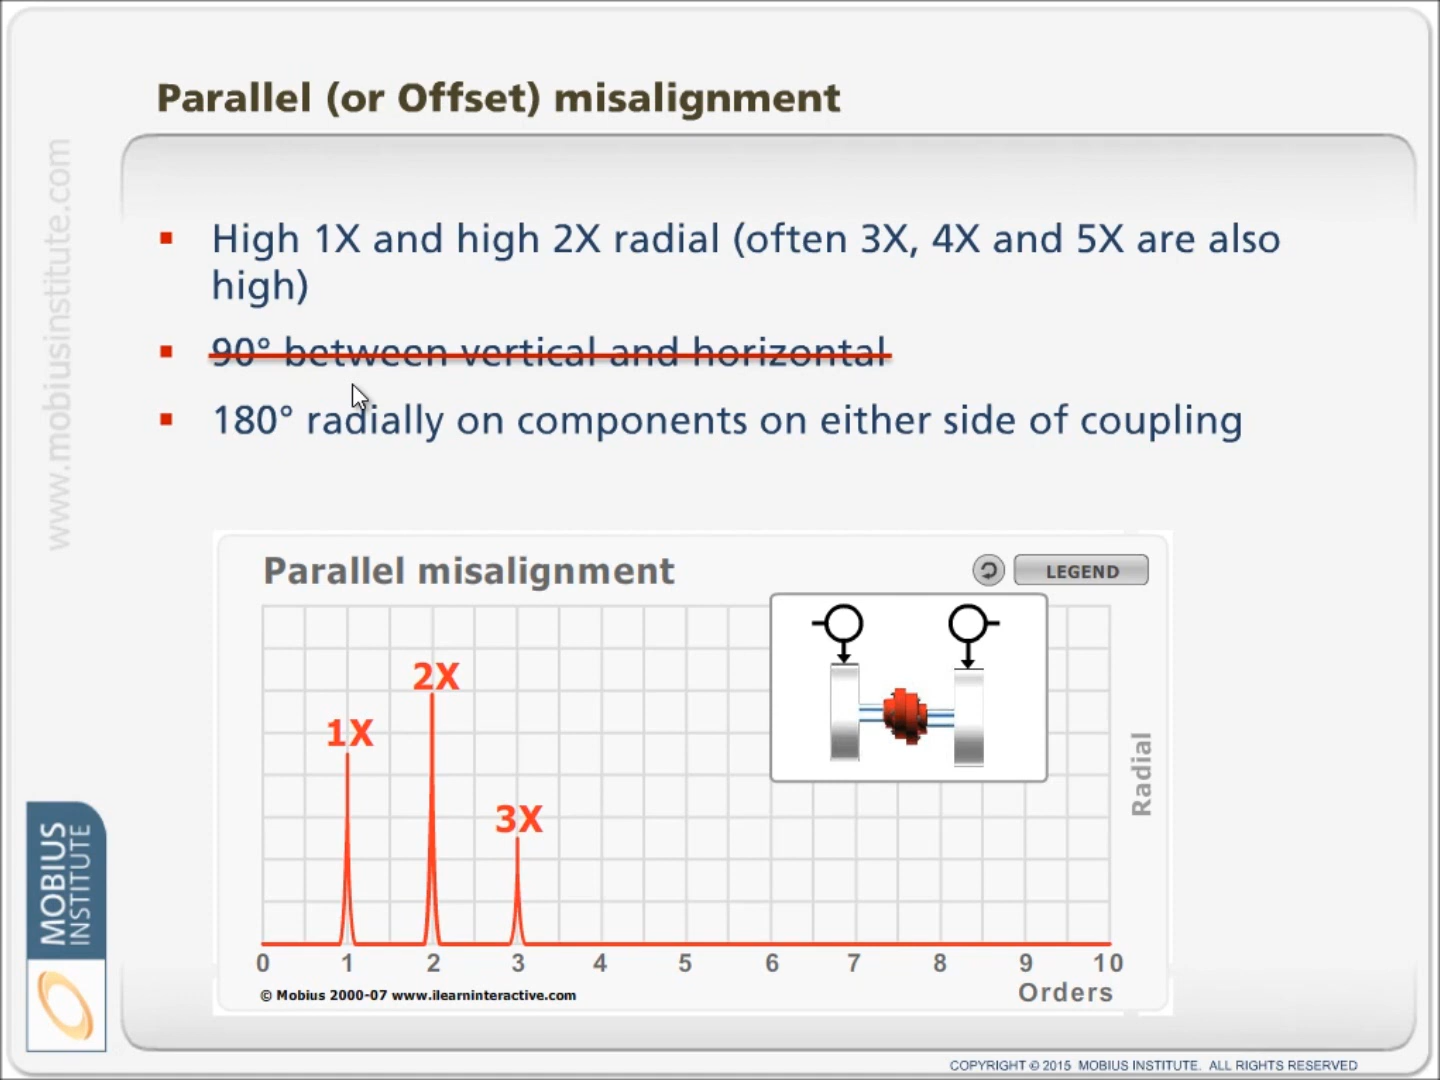 Parallel (or Offset) misalignment
www.mobiusinstitute.com
High 1X and high 2X radial (often 3X, 4X and 5X are also
high)
90° between vertical and horizontal
180° radially on components on either side of coupling
Parallel misalignment
LEGEND
2X
1X
3X
Radial
0 1 2 3 4 5 6 7 8 9 10
Orders
© Mobius 2000-07 www.ilearninteractive.com
MOBIUS
INSTITUTE
COPYRIGHT © 2015 MOBIUS INSTITUTE. ALL RIGHTS RESERVED